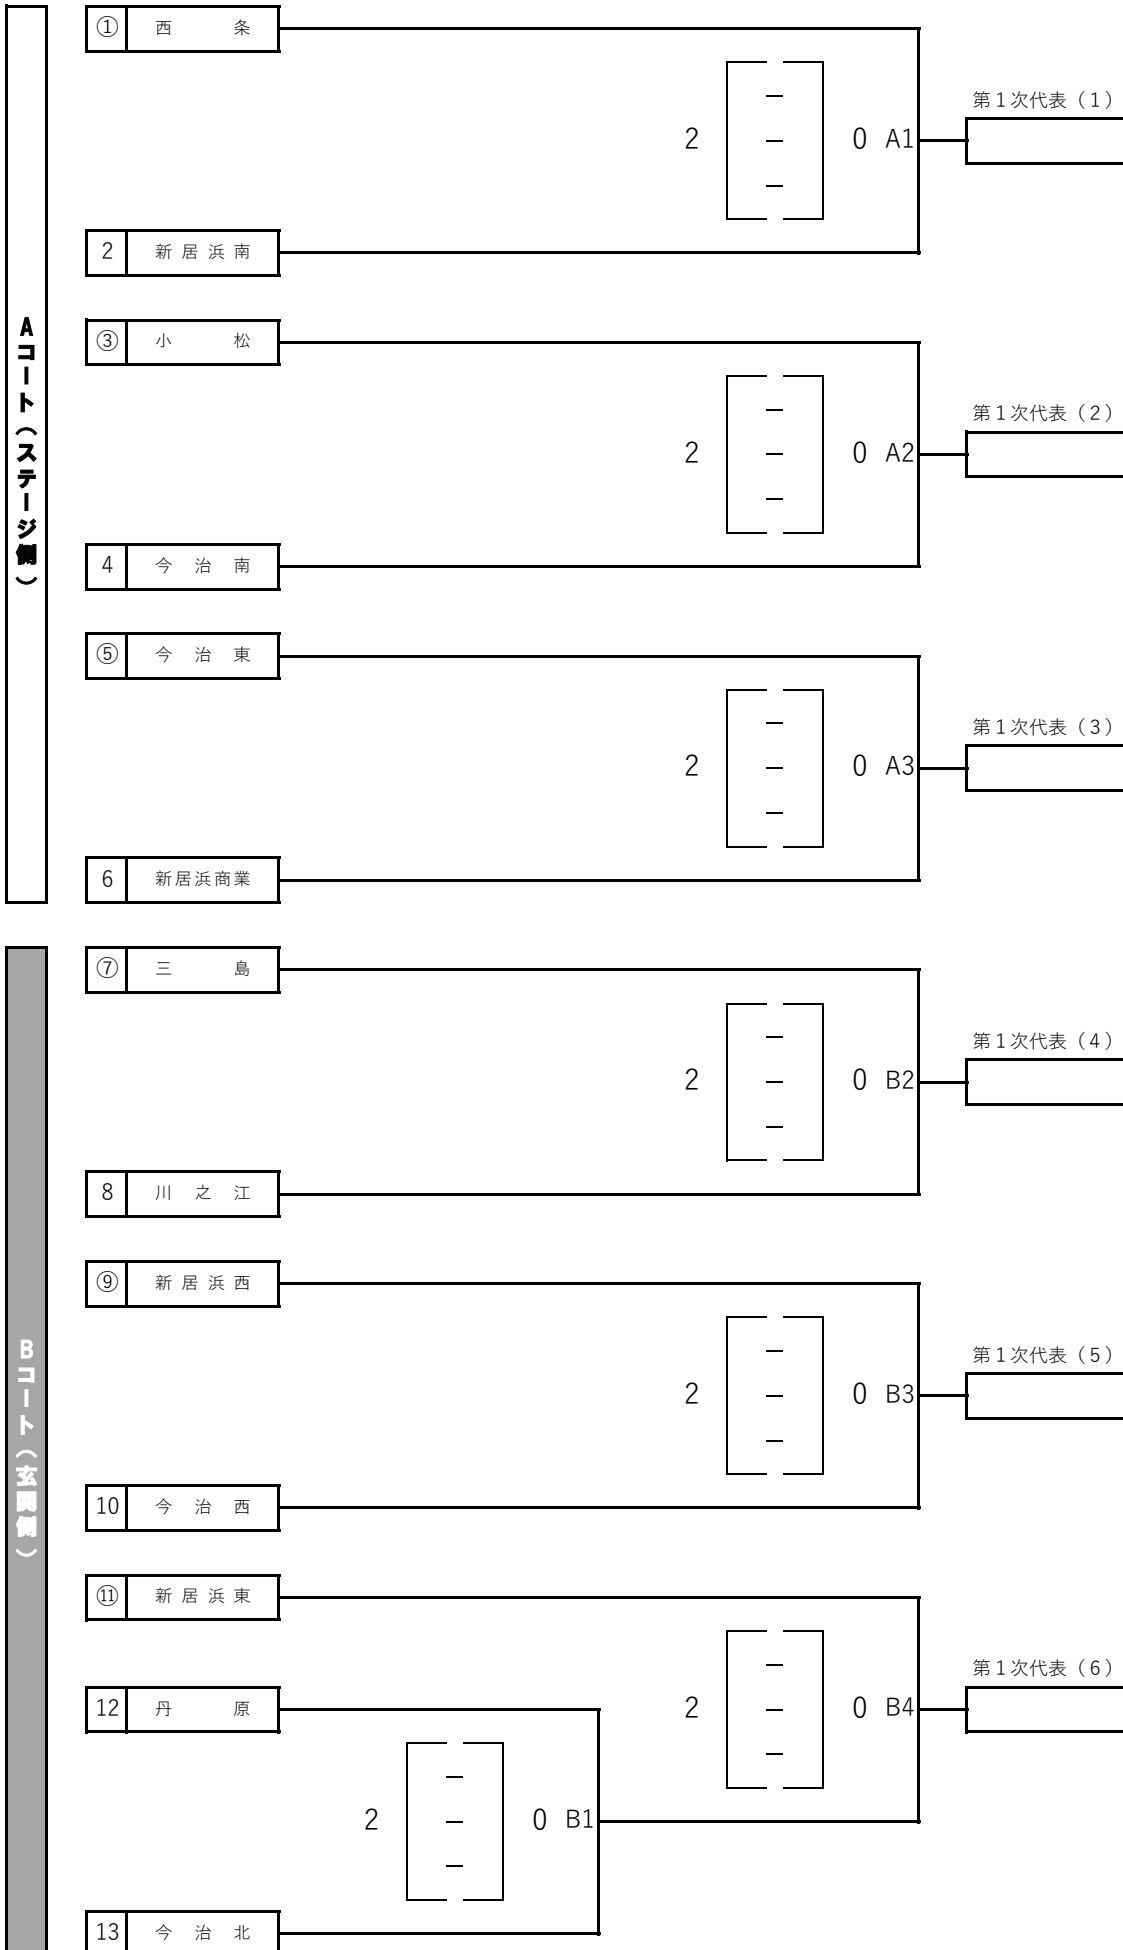 Aコート（ステージ側）
① 西条
第１次代表（１）
2 － 0 A1
－
－
2 新居浜南
③ 小松
第１次代表（２）
－
2 － 0 A2
－
4 今治南
⑤ 今治東
第１次代表（３）
－
2 － 0 A3
－
6 新居浜商業
Bコート（玄関側）
⑦ 三島
第１次代表（４）
－
2 － 0 B2
－
8 川之江
⑨ 新居浜西
第１次代表（５）
－
2 － 0 B3
－
10 今治西
⑪ 新居浜東
第１次代表（６）
－
2 － 0 B4
－
12 丹原
－
2 － 0 B1
－
13 今治北